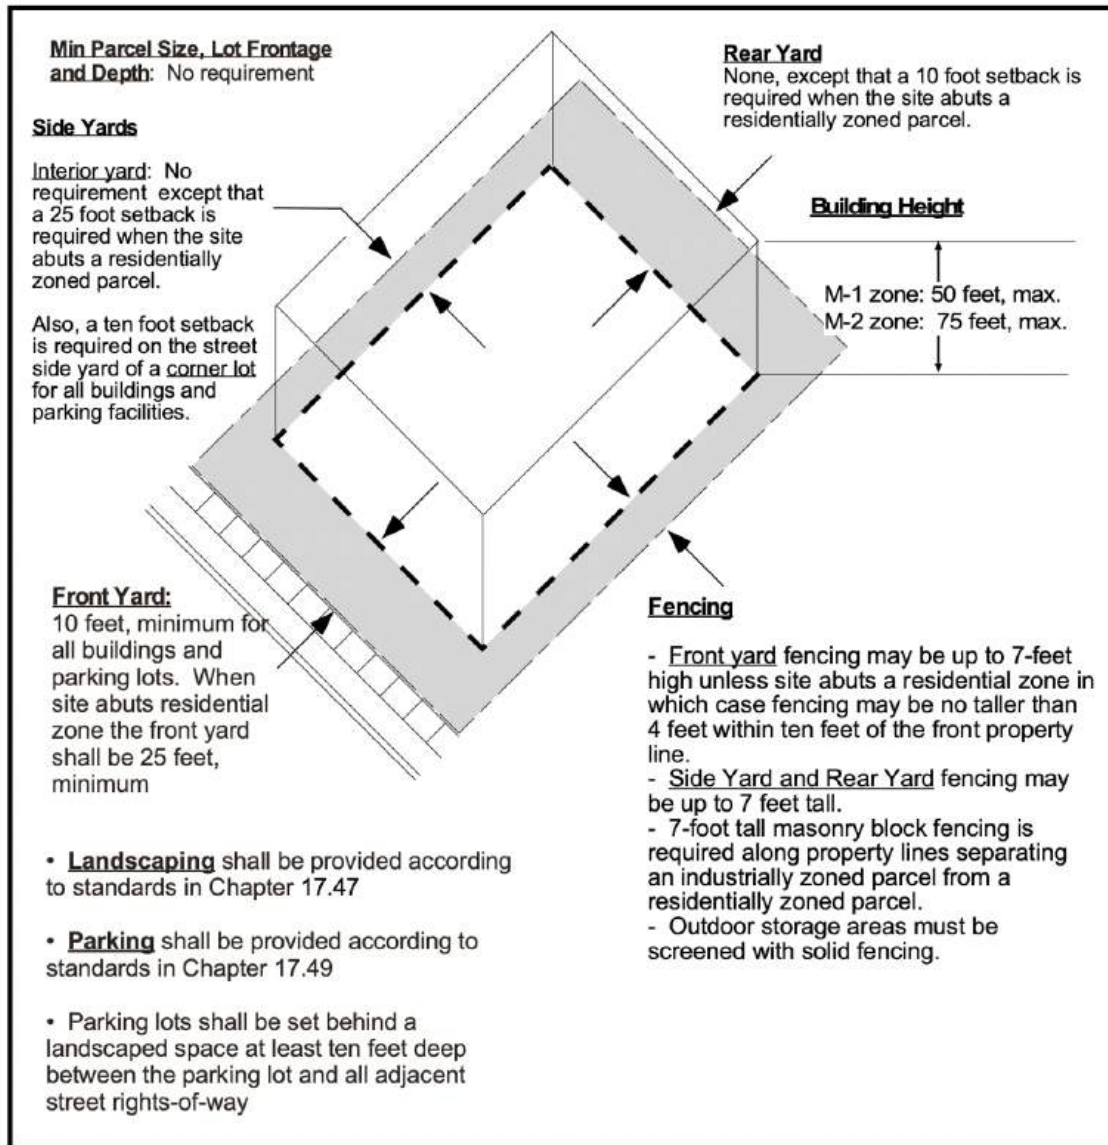 Min Parcel Size, Lot Frontage
and Depth: No requirement
Side Yards
Interior yard: No
requirement except that
a 25 foot setback is
required when the site
abuts a residentially
zoned parcel.
Also, a ten foot setback
is required on the street
side yard of a corner lot
for all buildings and
parking facilities.
Rear Yard
None, except that a 10 foot setback is
required when the site abuts a
residentially zoned parcel.
Building Height
M-1 zone: 50 feet, max.
M-2 zone: 75 feet, max.
Front Yard:
10 feet, minimum for
all buildings and
parking lots. When
site abuts residential
zone the front yard
shall be 25 feet,
minimum
Fencing
- Front yard fencing may be up to 7-feet
high unless site abuts a residential zone in
which case fencing may be no taller than
4 feet within ten feet of the front property
line.
- Side Yard and Rear Yard fencing may
be up to 7 feet tall.
- 7-foot tall masonry block fencing is
required along property lines separating
an industrially zoned parcel from a
residentially zoned parcel.
- Outdoor storage areas must be
screened with solid fencing.
• Landscaping shall be provided according
to standards in Chapter 17.47
• Parking shall be provided according to
standards in Chapter 17.49
• Parking lots shall be set behind a
landscaped space at least ten feet deep
between the parking lot and all adjacent
street rights-of-way